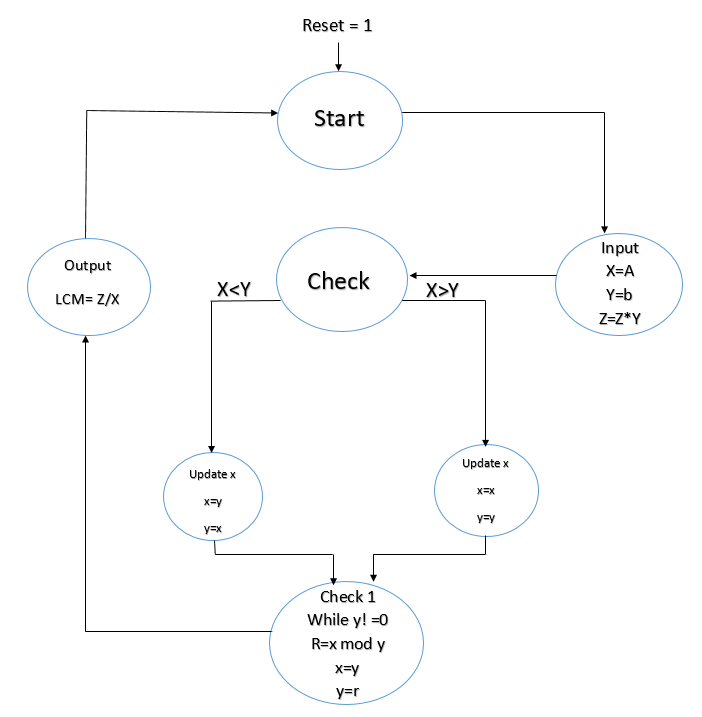 Reset = 1
Start
Input
X=A
Y=b
Z=Z*Y
Check
X<Y
X>Y
Output
LCM= Z/X
Update x
x=y
y=x
Update x
x=x
y=y
Check 1
While y! =0
R=x mod y
x=y
y=r